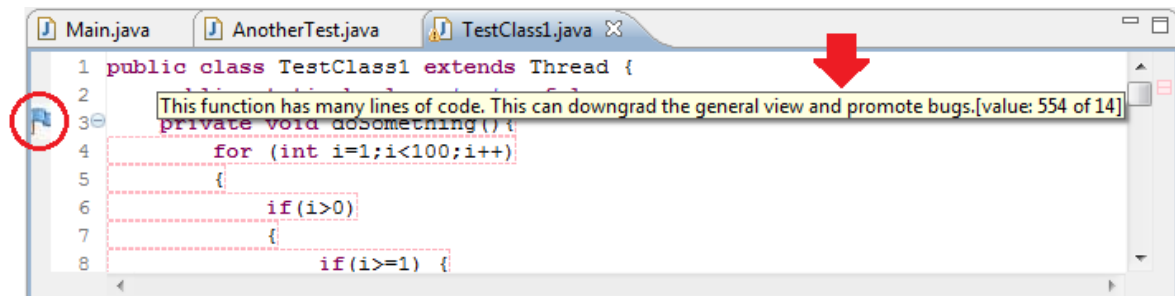 Main.java AnotherTest.java TestClass1.java
1 public class TestClass1 extends Thread {
2
This function has many lines of code. This can downgrad the general view and promote bugs.[value: 554 of 14]
3 private void doSomething(){
4 for (int i=1;i<100;i++)
5 {
6 if(i>0)
7 {
8 if(i>=1) {